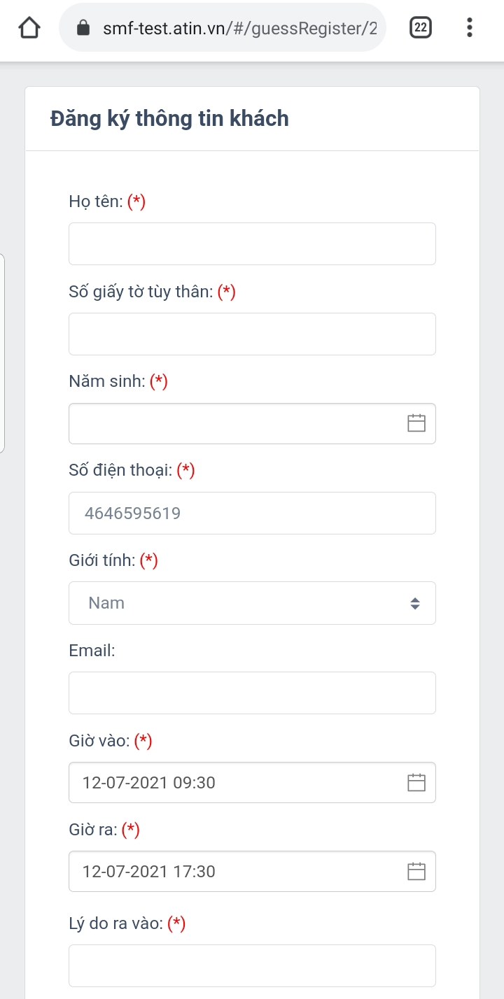 smf-test.atin.vn/#/guessRegister/2
22
Đăng ký thông tin khách
Họ tên: (*)
Số giấy tờ tùy thân: (*)
Năm sinh: (*)
Số điện thoại: (*)
4646595619
Giới tính: (*)
Nam
Email:
Giờ vào: (*)
12-07-2021 09:30
Giờ ra: (*)
12-07-2021 17:30
Lý do ra vào: (*)